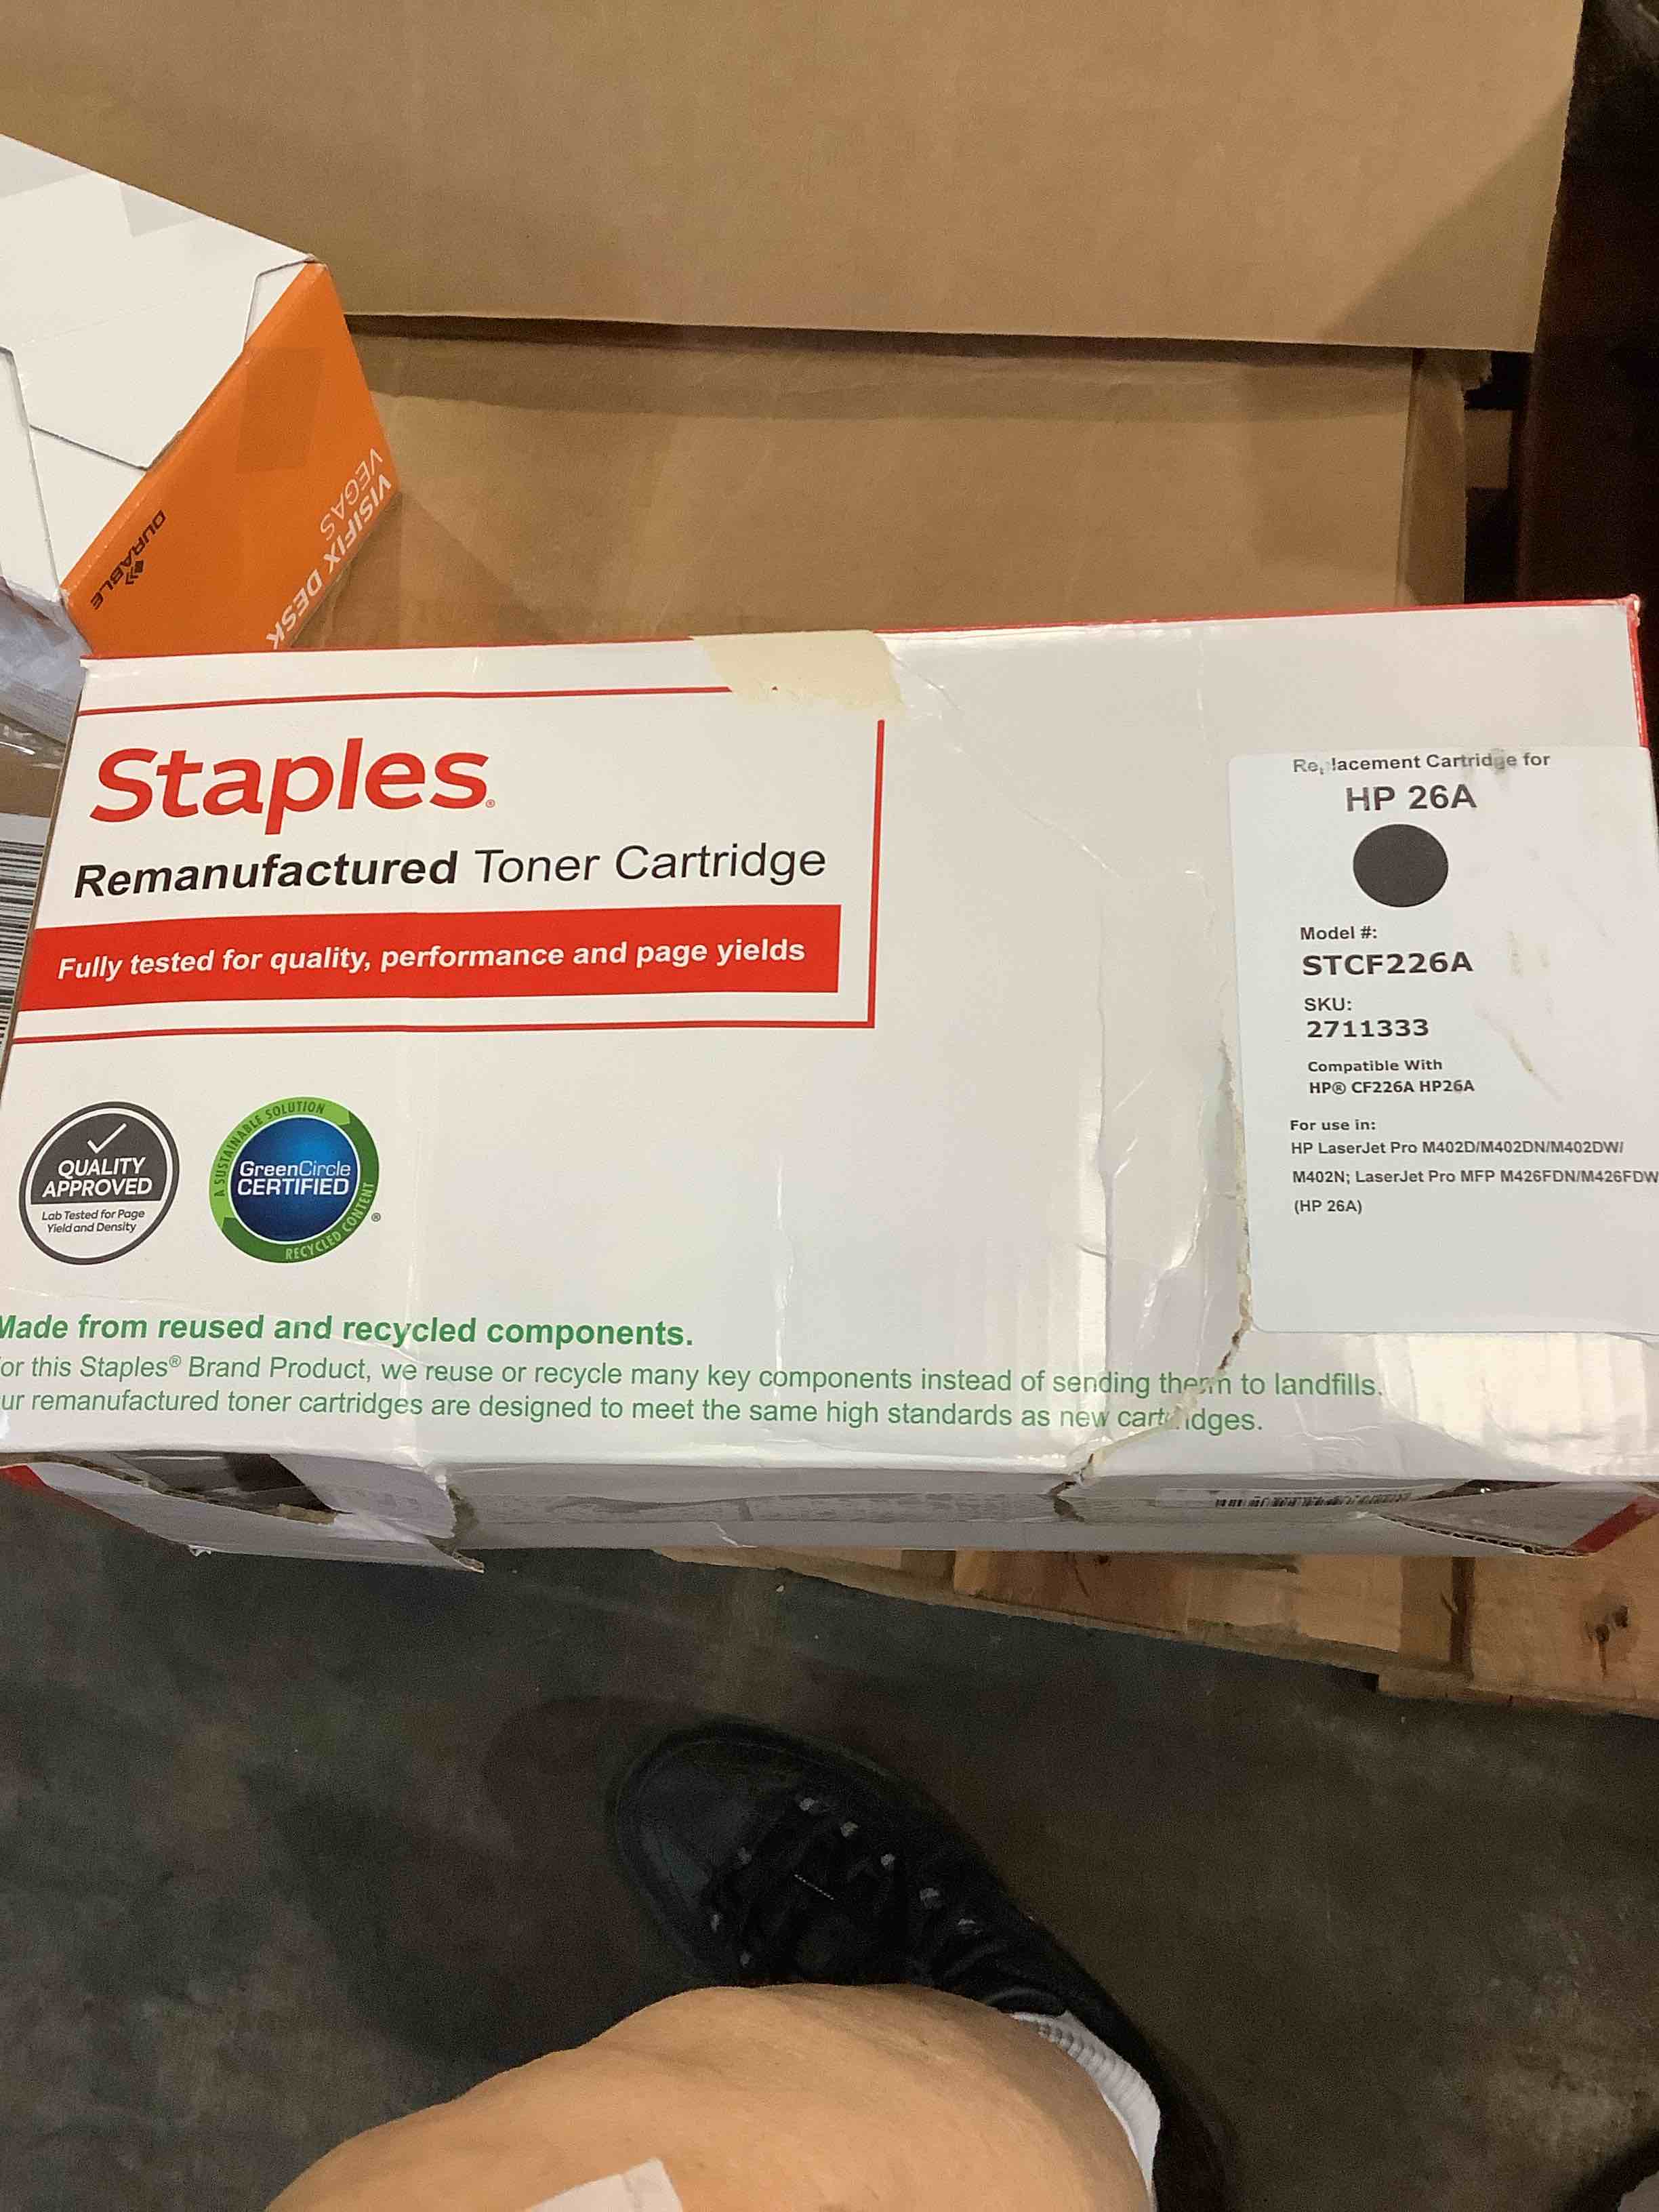 VISIFIX DESK
VEGAS
DURABLE
Staples®
Remanufactured Toner Cartridge
Fully tested for quality, performance and page yields
QUALITY
APPROVED
Lab Tested for Page
Yield and Density
A SUSTAINABLE SOLUTION
GreenCircle
CERTIFIED
RECYCLED CONTENT
®
Made from reused and recycled components.
or this Staples® Brand Product, we reuse or recycle many key components instead of sending them to landfills.
ur remanufactured toner cartridges are designed to meet the same high standards as new cartridges.
Replacement Cartridge for
HP 26A
Model #:
STCF226A
SKU:
2711333
Compatible With
HP® CF226A HP26A
For use in:
HP LaserJet Pro M402D/M402DN/M402DW/
M402N; LaserJet Pro MFP M426FDN/M426FDW
(HP 26A)